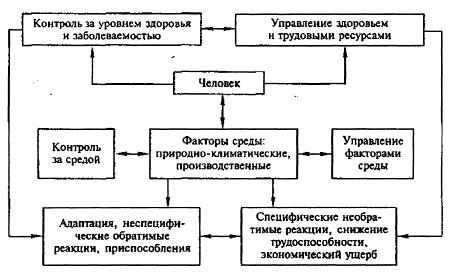 Контроль за уровнем здоровья
и заболеваемостью
Управление здоровьем
и трудовыми ресурсами
Человек
Контроль
за средой
Факторы среды:
природно-климатические,
производственные
Управление
факторами
среды
Адаптация, неспецифи-
ческие обратимые
реакции, приспособления
Специфические необра-
тимые реакции, снижение
трудоспособности,
экономический ущерб